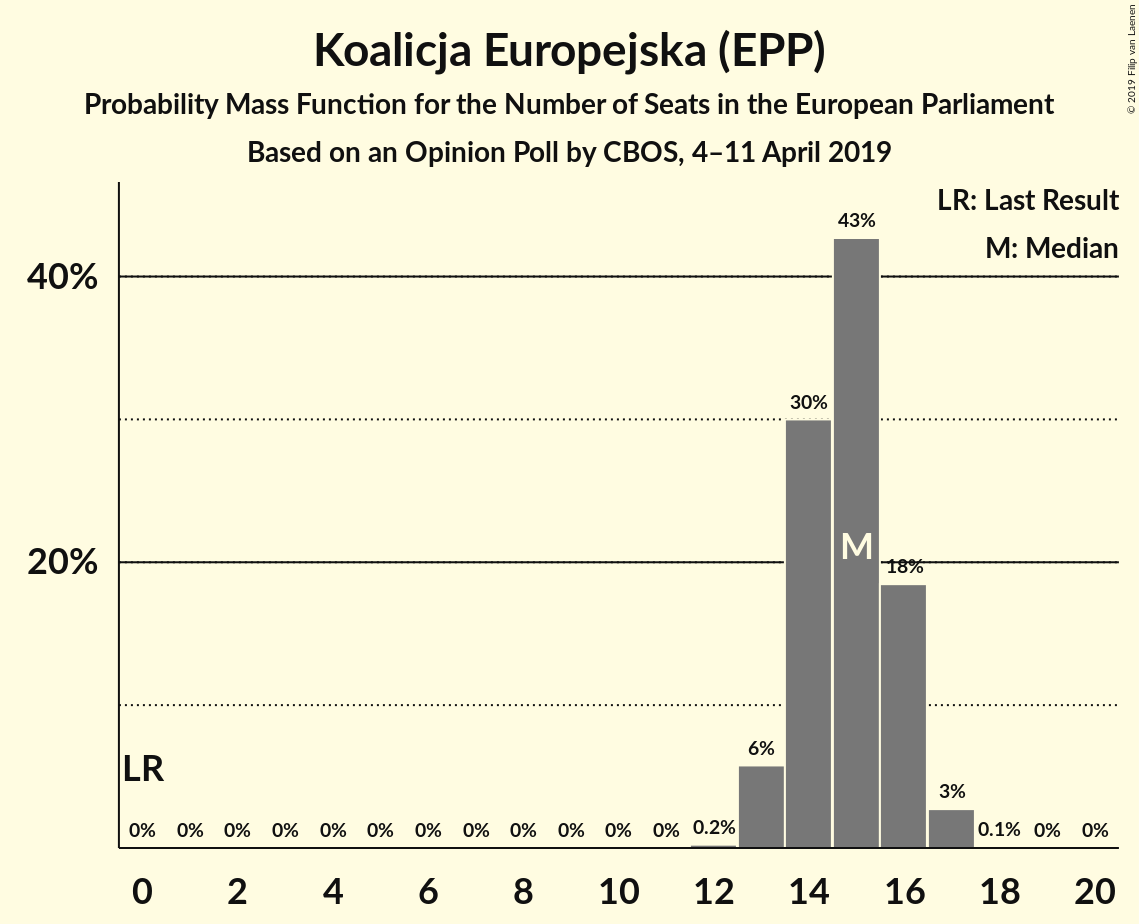 Koalicja Europejska (EPP)
Probability Mass Function for the Number of Seats in the European Parliament
Based on an Opinion Poll by CBOS, 4–11 April 2019
© 2019 Filip van Laenen
LR: Last Result
M: Median
43%
40%
30%
M
20%
18%
6%
LR
3%
0% 0% 0% 0% 0% 0% 0% 0% 0% 0% 0% 0% 0.2% 0.1% 0% 0%
0 2 4 6 8 10 12 14 16 18 20